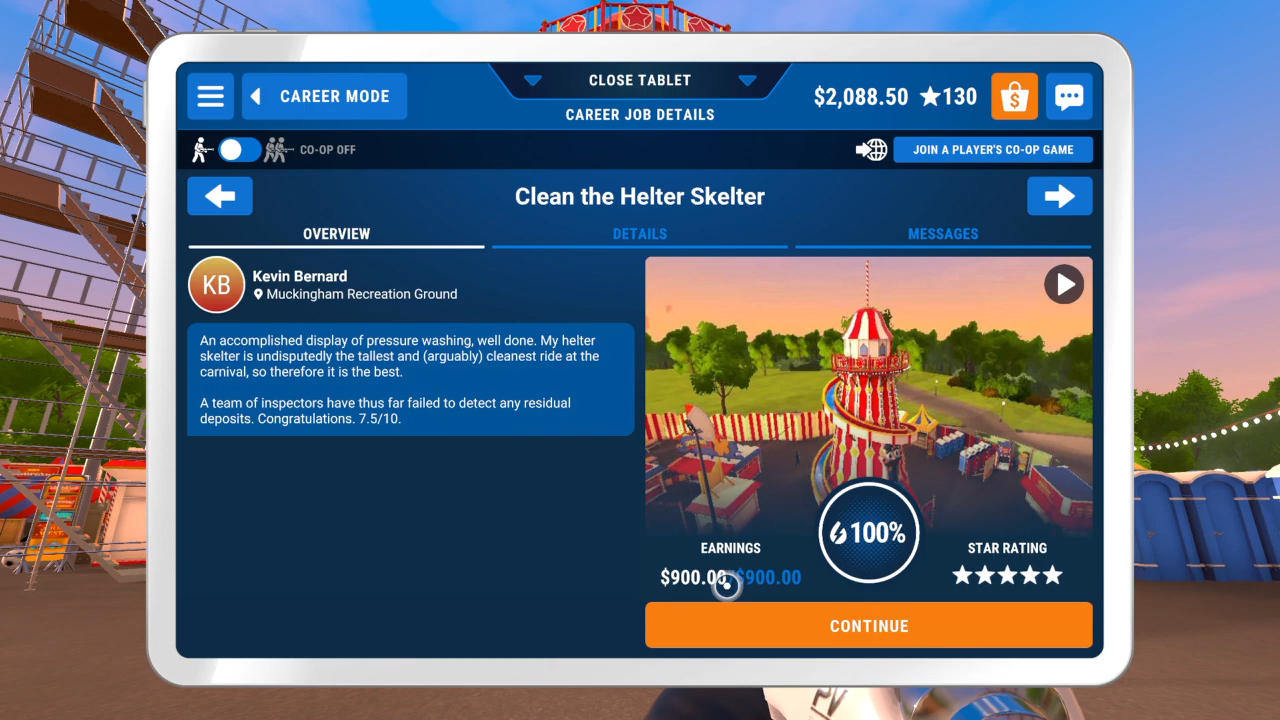 CLOSE TABLET
CAREER MODE
$2,088.50 ★130
CAREER JOB DETAILS
CO-OP OFF
JOIN A PLAYER'S CO-OP GAME
Clean the Helter Skelter
OVERVIEW
DETAILS
MESSAGES
KB
Kevin Bernard
Muckingham Recreation Ground
An accomplished display of pressure washing, well done. My helter
skelter is undisputedly the tallest and (arguably) cleanest ride at the
carnival, so therefore it is the best.
A team of inspectors have thus far failed to detect any residual
deposits. Congratulations. 7.5/10.
100%
EARNINGS
STAR RATING
$900.00 $900.00
★★★★★
CONTINUE